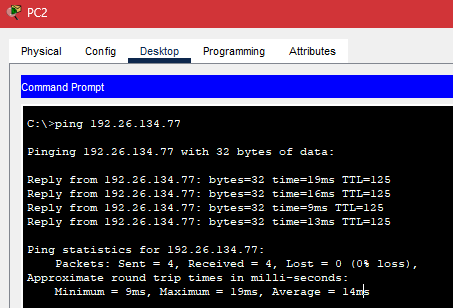 PC2
Physical Config Desktop Programming Attributes
Command Prompt
C:\>ping 192.26.134.77
Pinging 192.26.134.77 with 32 bytes of data:
Reply from 192.26.134.77: bytes=32 time=19ms TTL=125
Reply from 192.26.134.77: bytes=32 time=16ms TTL=125
Reply from 192.26.134.77: bytes=32 time=9ms TTL=125
Reply from 192.26.134.77: bytes=32 time=13ms TTL=125
Ping statistics for 192.26.134.77:
Packets: Sent = 4, Received = 4, Lost = 0 (0% loss),
Approximate round trip times in milli-seconds:
Minimum = 9ms, Maximum = 19ms, Average = 14ms